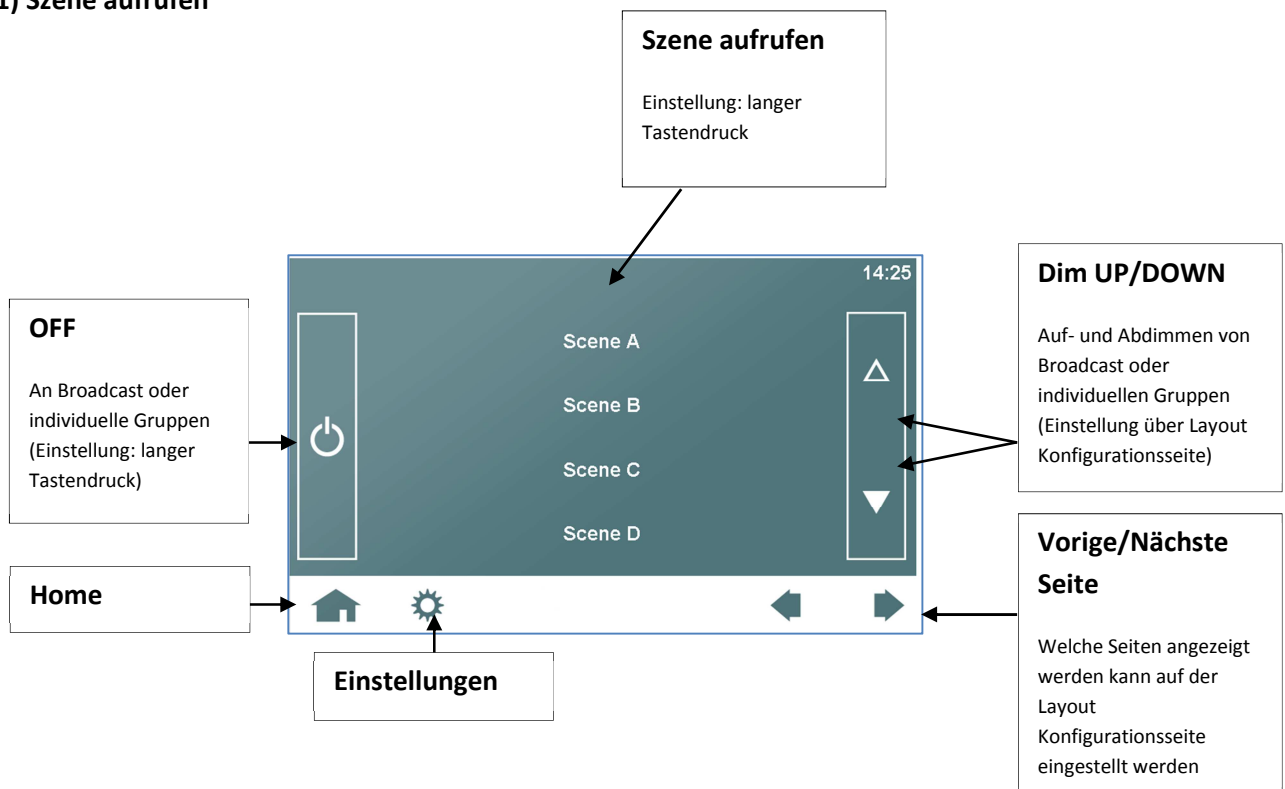 1) Szene aufrufen
Szene aufrufen
Einstellung: langer
Tastendruck
OFF
An Broadcast oder
individuelle Gruppen
(Einstellung: langer
Tastendruck)
Home
14:25
Scene A
Scene B
Scene C
Scene D
Einstellungen
Dim UP/DOWN
Auf- und Abdimmen von
Broadcast oder
individuellen Gruppen
(Einstellung über Layout
Konfigurationsseite)
Vorige/Nächste
Seite
Welche Seiten angezeigt
werden kann auf der
Layout
Konfigurationsseite
eingestellt werden